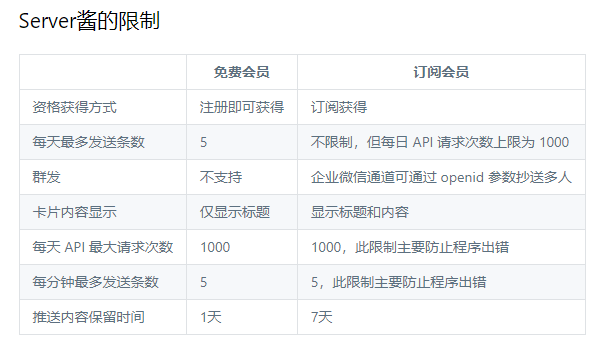 Server酱的限制
免费会员 订阅会员
资格获得方式 注册即可获得 订阅获得
每天最多发送条数 5 不限制，但每日 API 请求次数上限为 1000
群发 不支持 企业微信通道可通过 openid 参数抄送多人
卡片内容显示 仅显示标题 显示标题和内容
每天 API 最大请求次数 1000 1000，此限制主要防止程序出错
每分钟最多发送条数 5 5，此限制主要防止程序出错
推送内容保留时间 1天 7天